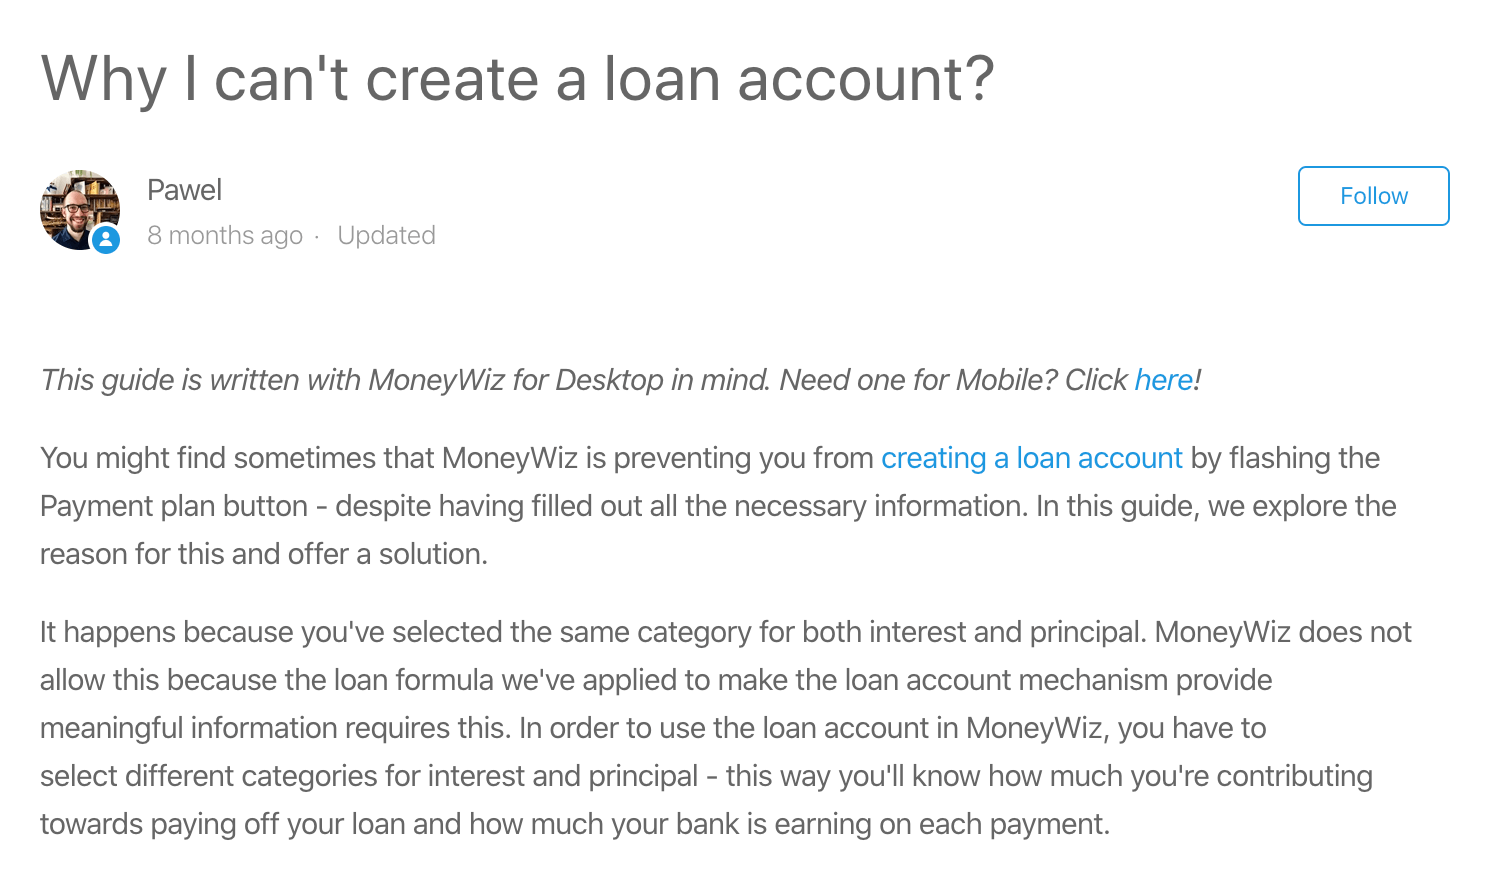 Why I can't create a loan account?
Pawel
8 months ago · Updated
Follow
This guide is written with MoneyWiz for Desktop in mind. Need one for Mobile? Click here!
You might find sometimes that MoneyWiz is preventing you from creating a loan account by flashing the
Payment plan button - despite having filled out all the necessary information. In this guide, we explore the
reason for this and offer a solution.
It happens because you've selected the same category for both interest and principal. MoneyWiz does not
allow this because the loan formula we've applied to make the loan account mechanism provide
meaningful information requires this. In order to use the loan account in MoneyWiz, you have to
select different categories for interest and principal - this way you'll know how much you're contributing
towards paying off your loan and how much your bank is earning on each payment.